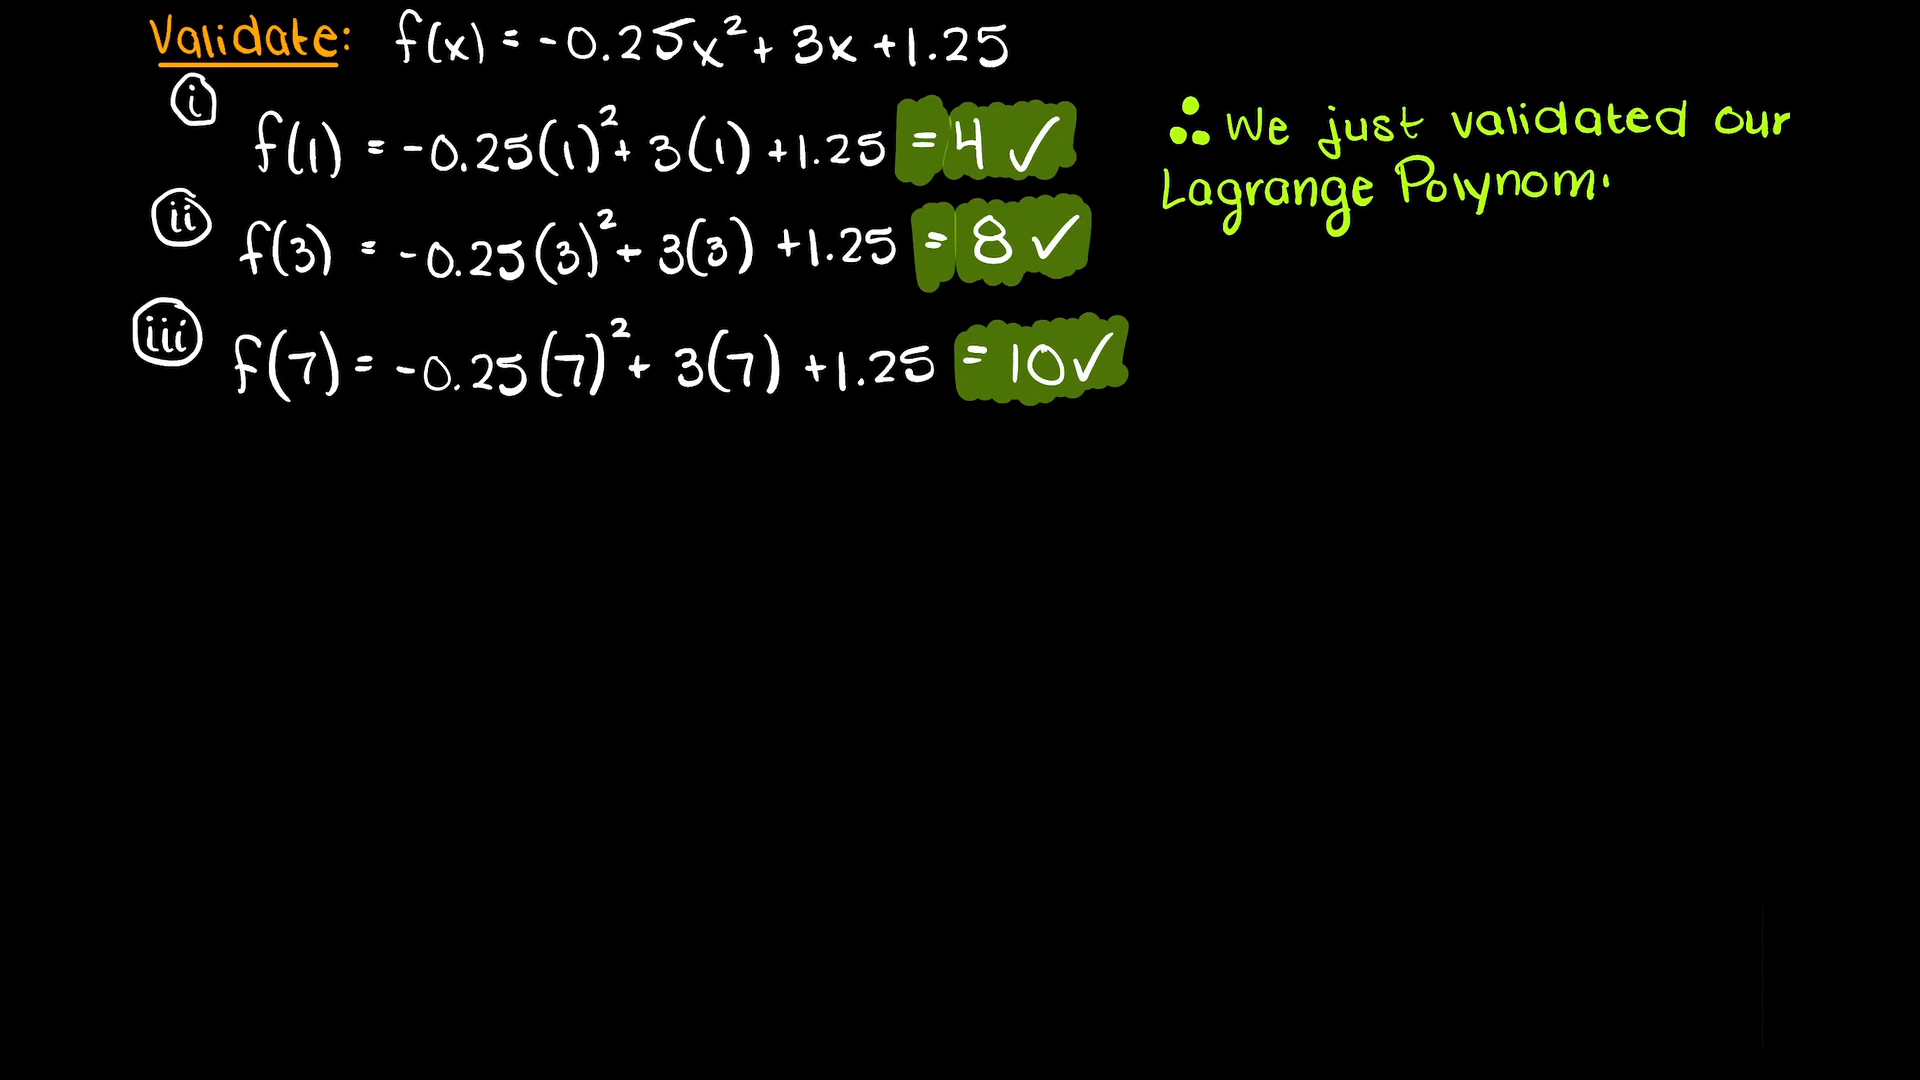 Validate: f(x) = -0.25x² + 3x + 1.25
i
f(1) = -0.25(1)² + 3(1) + 1.25 = 4 ✓
ii
f(3) = -0.25(3)² + 3(3) + 1.25 = 8 ✓
iii
f(7) = -0.25(7)² + 3(7) + 1.25 = 10 ✓
∴ We just validated our
Lagrange Polynom